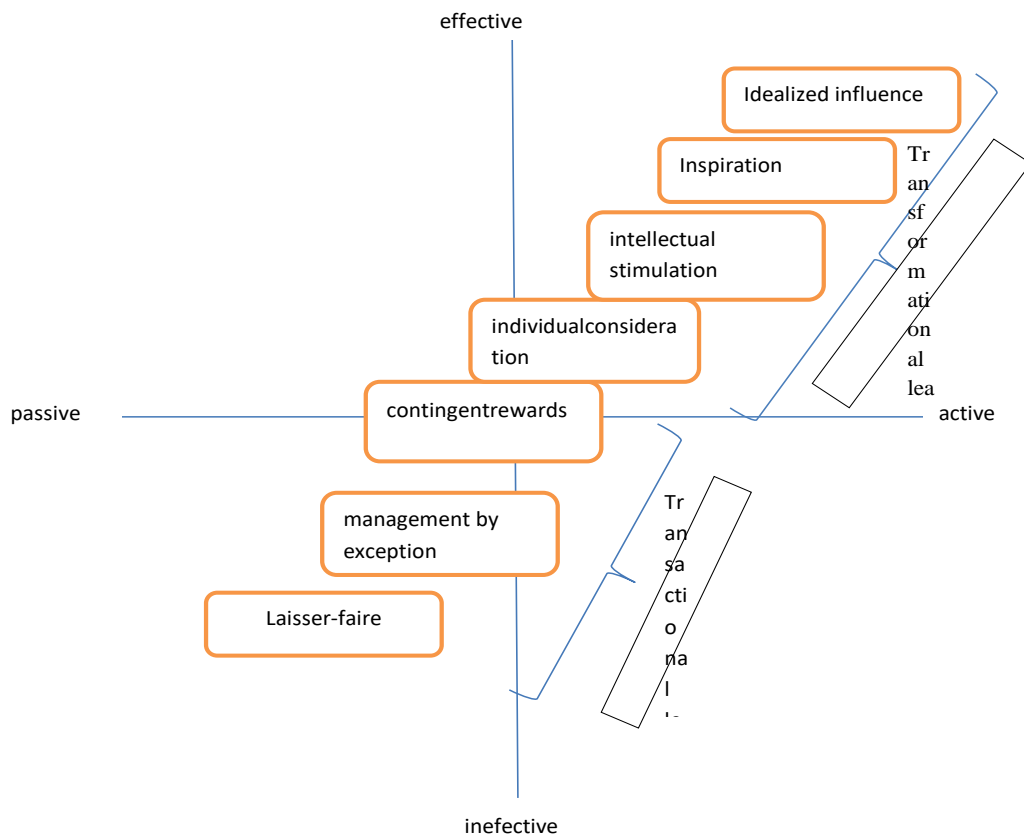 effective
Idealized influence
Inspiration
Tr
an
sf
or
m
ati
on
al
lea
intellectual
stimulation
individualconsidera
tion
contingentrewards
passive
active
management by
exception
Tr
an
sa
cti
o
na
l
Laisser-faire
inefective